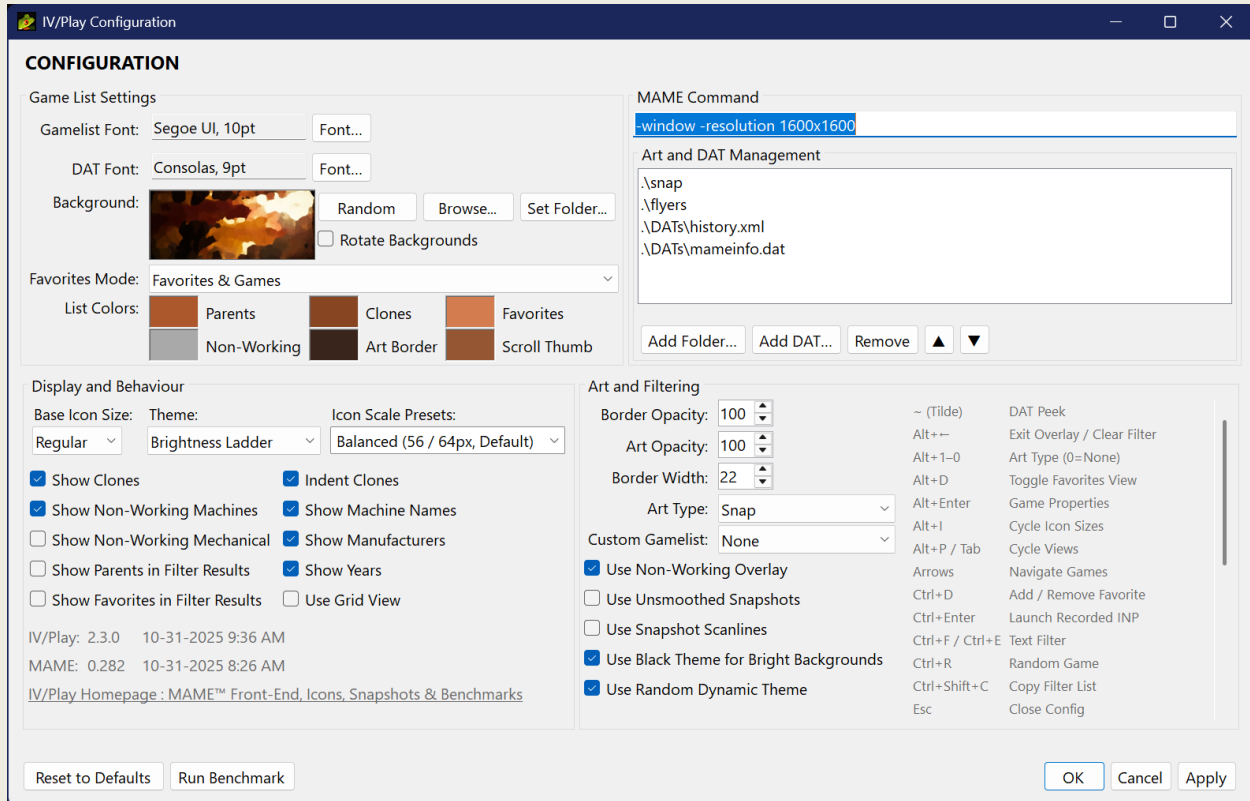 IV/Play Configuration
CONFIGURATION
Game List Settings
Gamelist Font: Segoe UI, 10pt Font...
DAT Font: Consolas, 9pt Font...
Background: Random Browse... Set Folder...
Rotate Backgrounds
Favorites Mode: Favorites & Games
List Colors: Parents Clones Favorites
Non-Working Art Border Scroll Thumb
MAME Command
-window -resolution 1600x1600
Art and DAT Management
.\snap
.\flyers
.\DATs\history.xml
.\DATs\mameinfo.dat
Add Folder... Add DAT... Remove ▲ ▼
Display and Behaviour
Base Icon Size: Theme: Icon Scale Presets:
Regular Brightness Ladder Balanced (56 / 64px, Default)
Show Clones Indent Clones
Show Non-Working Machines Show Machine Names
Show Non-Working Mechanical Show Manufacturers
Show Parents in Filter Results Show Years
Show Favorites in Filter Results Use Grid View
IV/Play: 2.3.0 10-31-2025 9:36 AM
MAME: 0.282 10-31-2025 8:26 AM
IV/Play Homepage : MAME™ Front-End, Icons, Snapshots & Benchmarks
Art and Filtering
Border Opacity: 100
Art Opacity: 100
Border Width: 22
Art Type: Snap
Custom Gamelist: None
Use Non-Working Overlay
Use Unsmoothed Snapshots
Use Snapshot Scanlines
Use Black Theme for Bright Backgrounds
Use Random Dynamic Theme
~ (Tilde) DAT Peek
Alt+← Exit Overlay / Clear Filter
Alt+1–0 Art Type (0=None)
Alt+D Toggle Favorites View
Alt+Enter Game Properties
Alt+I Cycle Icon Sizes
Alt+P / Tab Cycle Views
Arrows Navigate Games
Ctrl+D Add / Remove Favorite
Ctrl+Enter Launch Recorded INP
Ctrl+F / Ctrl+E Text Filter
Ctrl+R Random Game
Ctrl+Shift+C Copy Filter List
Esc Close Config
Reset to Defaults Run Benchmark OK Cancel Apply